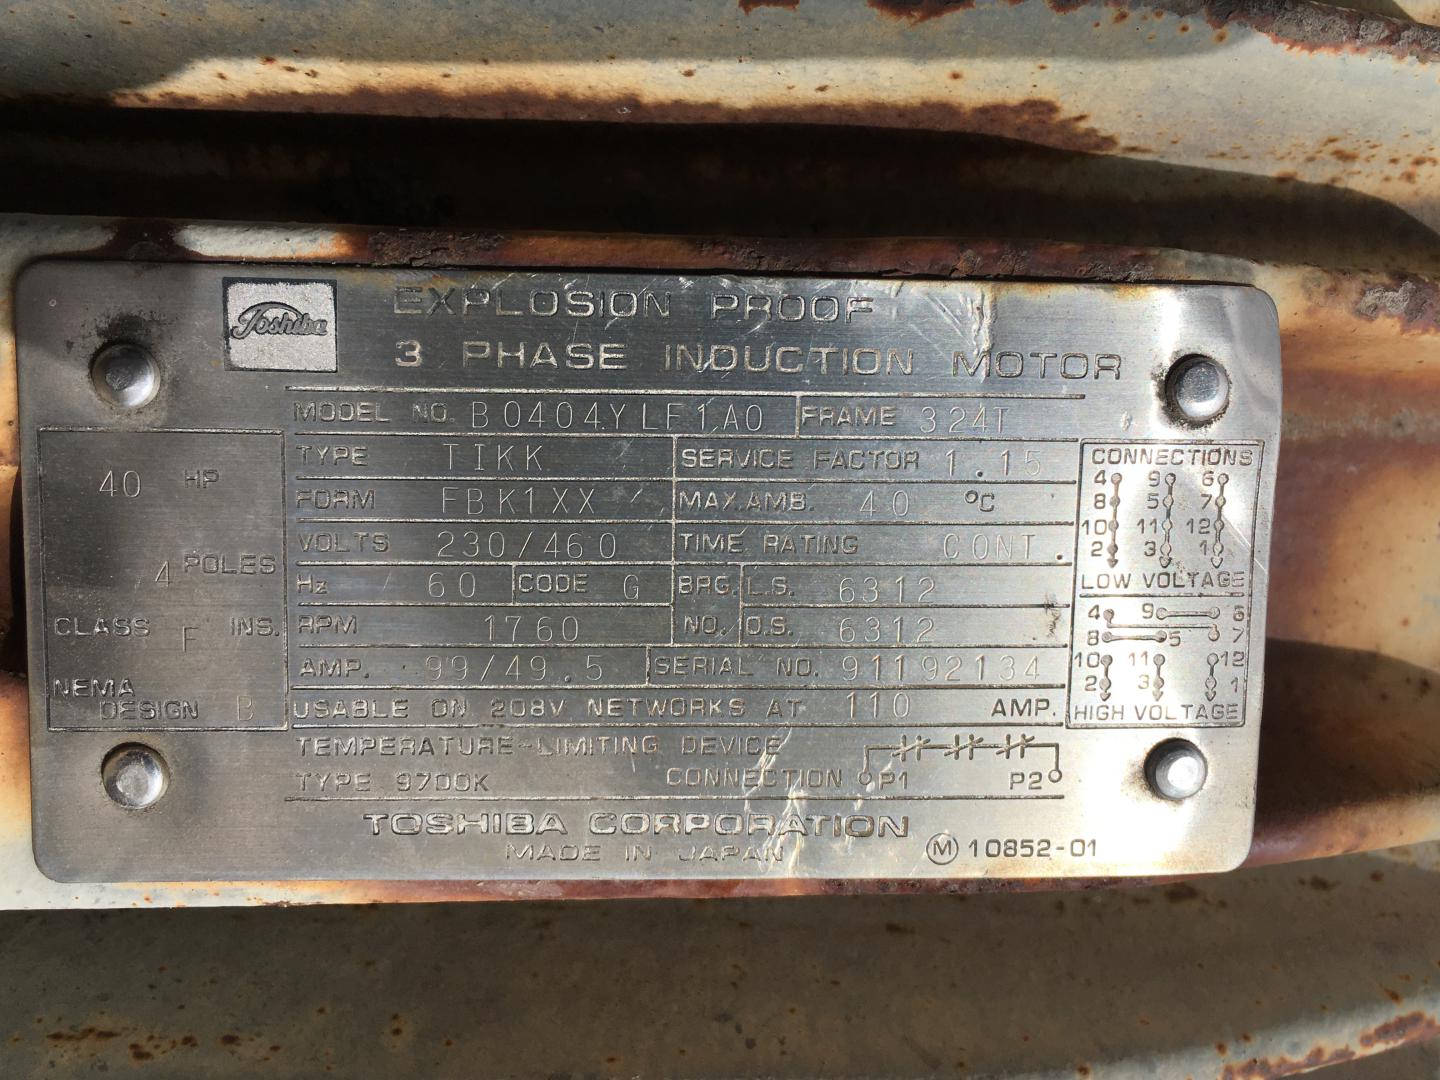 Toshiba
EXPLOSION PROOF
3 PHASE INDUCTION MOTOR
MODEL NO. B0404YLF1A0 FRAME 324T
TYPE TIKK SERVICE FACTOR 1.15
FORM FBK1XX MAX.AMB. 40 °C
VOLTS 230/460 TIME RATING CONT.
Hz 60 CODE G BRG. L.S. 6312
RPM 1760 NO. O.S. 6312
AMP. 99/49.5 SERIAL NO. 91192134
USABLE ON 208V NETWORKS AT 110 AMP.
TEMPERATURE-LIMITING DEVICE
TYPE 9700K CONNECTION P1 P2
TOSHIBA CORPORATION
MADE IN JAPAN
M 10852-01
40 HP
4 POLES
CLASS F INS.
NEMA
DESIGN B
CONNECTIONS
4 9 6
8 5 7
10 11 12
2 3 1
LOW VOLTAGE
4 9 6
8 5 7
10 11 12
2 3 1
HIGH VOLTAGE